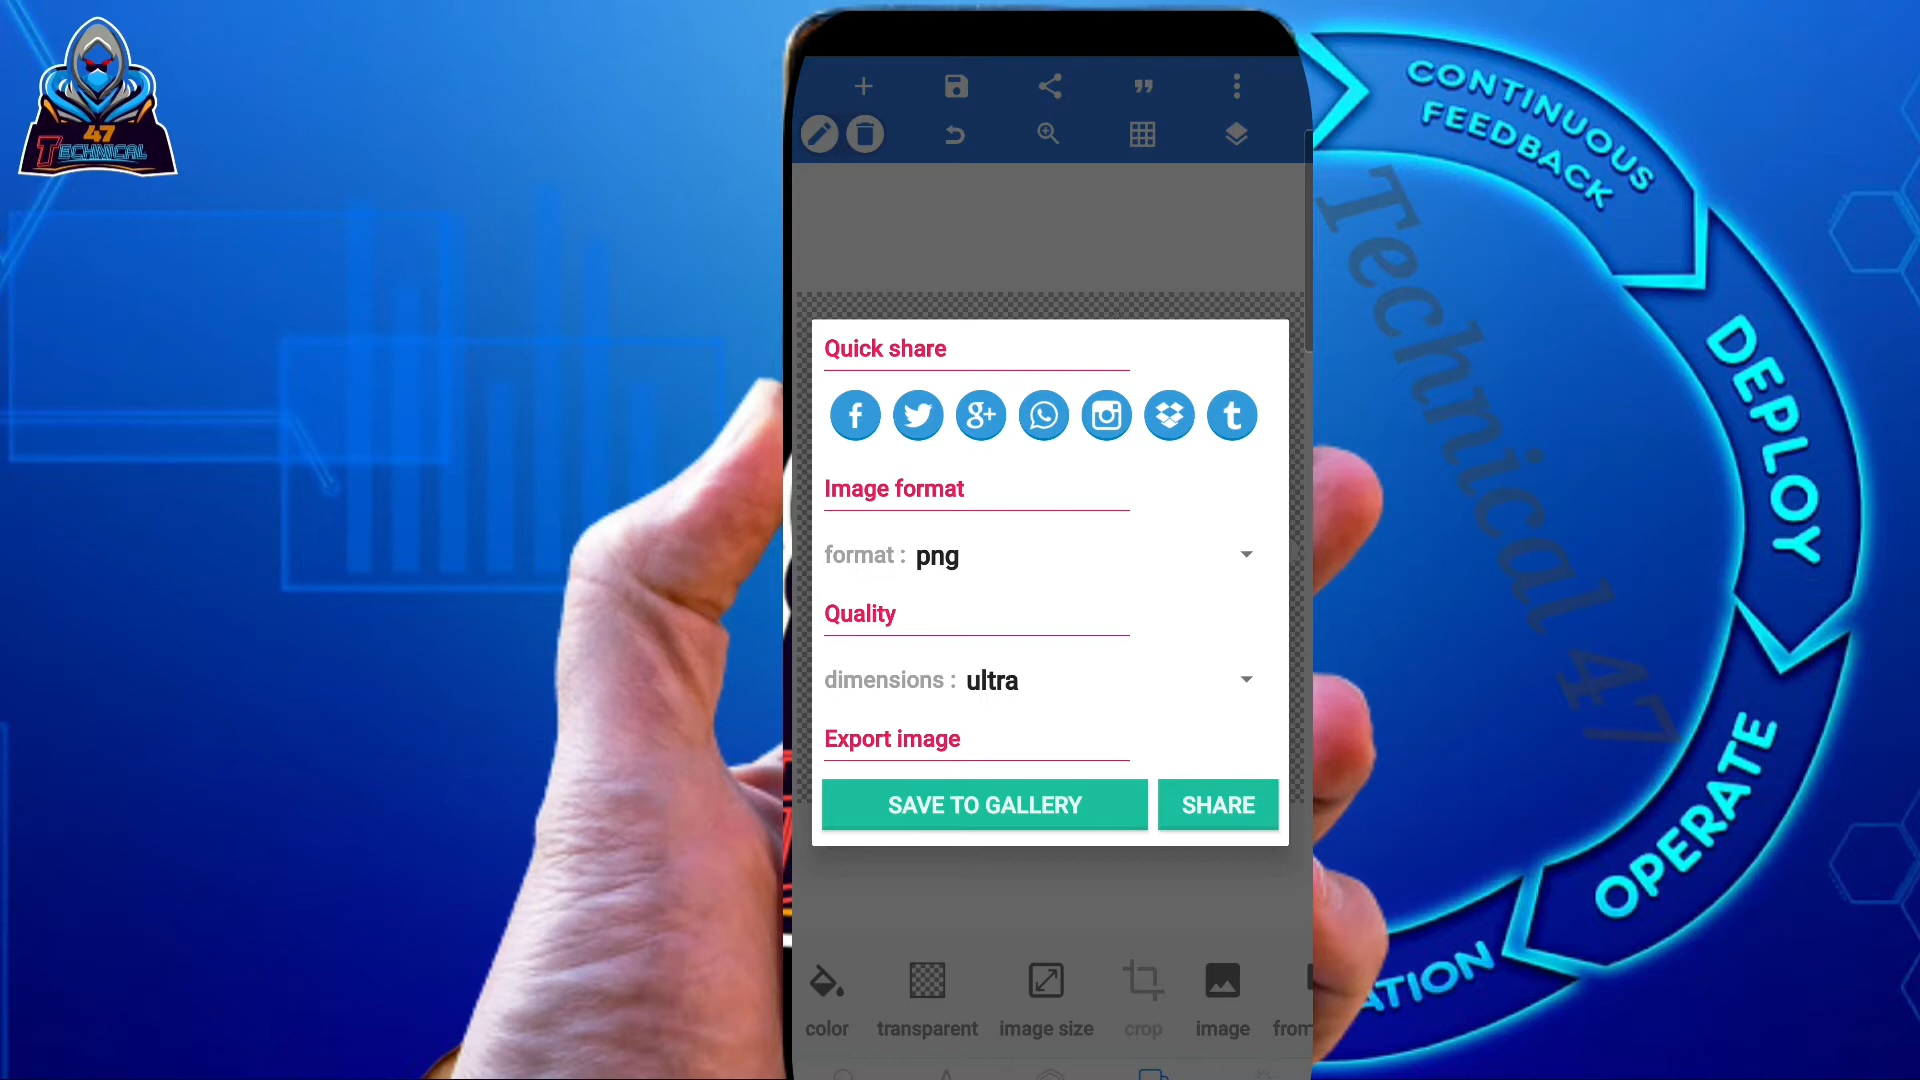 47
TECHNICAL
CONTINUOUS
FEEDBACK
DEPLOY
OPERATE
Technical 47
Quick share
Image format
format : png
Quality
dimensions : ultra
Export image
SAVE TO GALLERY
SHARE
color
transparent
image size
crop
image